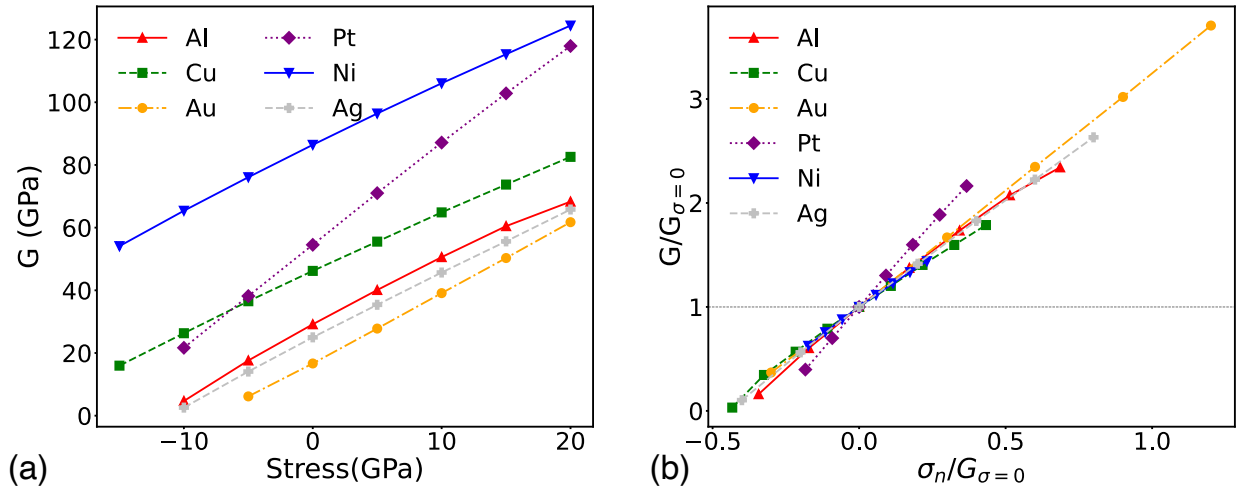 120
100
80
60
40
20
0
G (GPa)
Al
Cu
Au
Pt
Ni
Ag
−10
0
10
20
Stress(GPa)
(a)
3
2
1
0
G/G_{σ=0}
Al
Cu
Au
Pt
Ni
Ag
−0.5
0.0
0.5
1.0
σ_n/G_{σ=0}
(b)